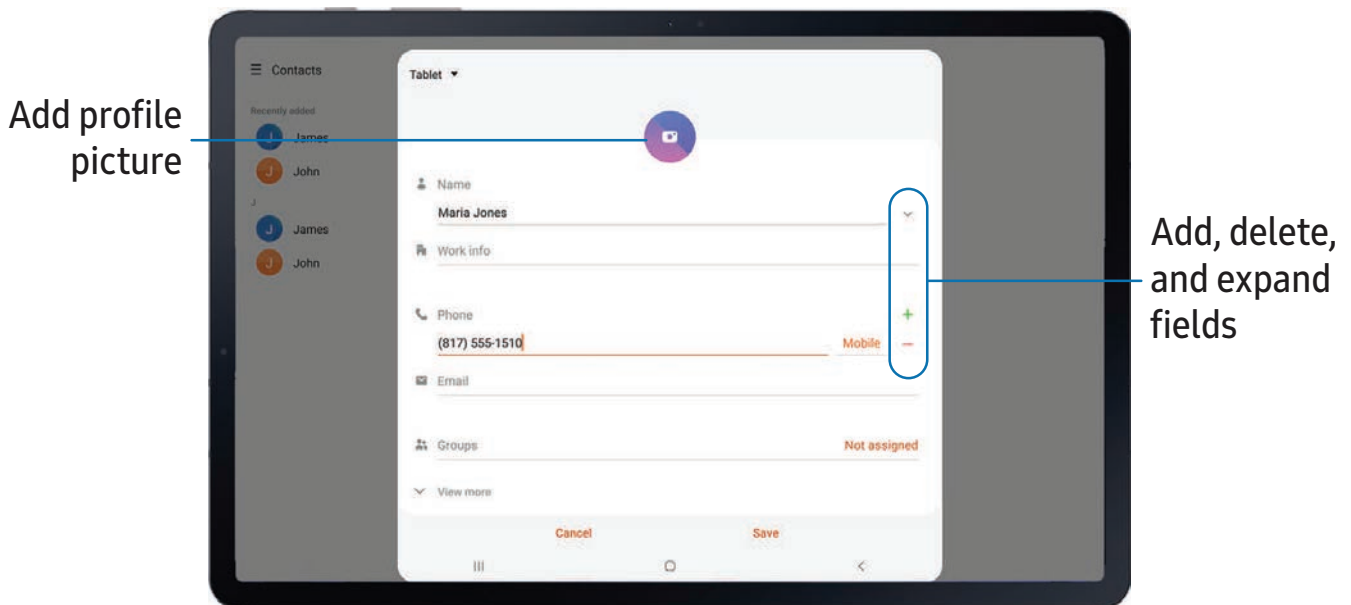 Add profile
picture
Contacts
Recently added
J James
J John
J
J James
J John
Tablet
Name
Maria Jones
Work info
Phone
(817) 555-1510
Mobile
Email
Groups
Not assigned
View more
Cancel
Save
Add, delete,
and expand
fields